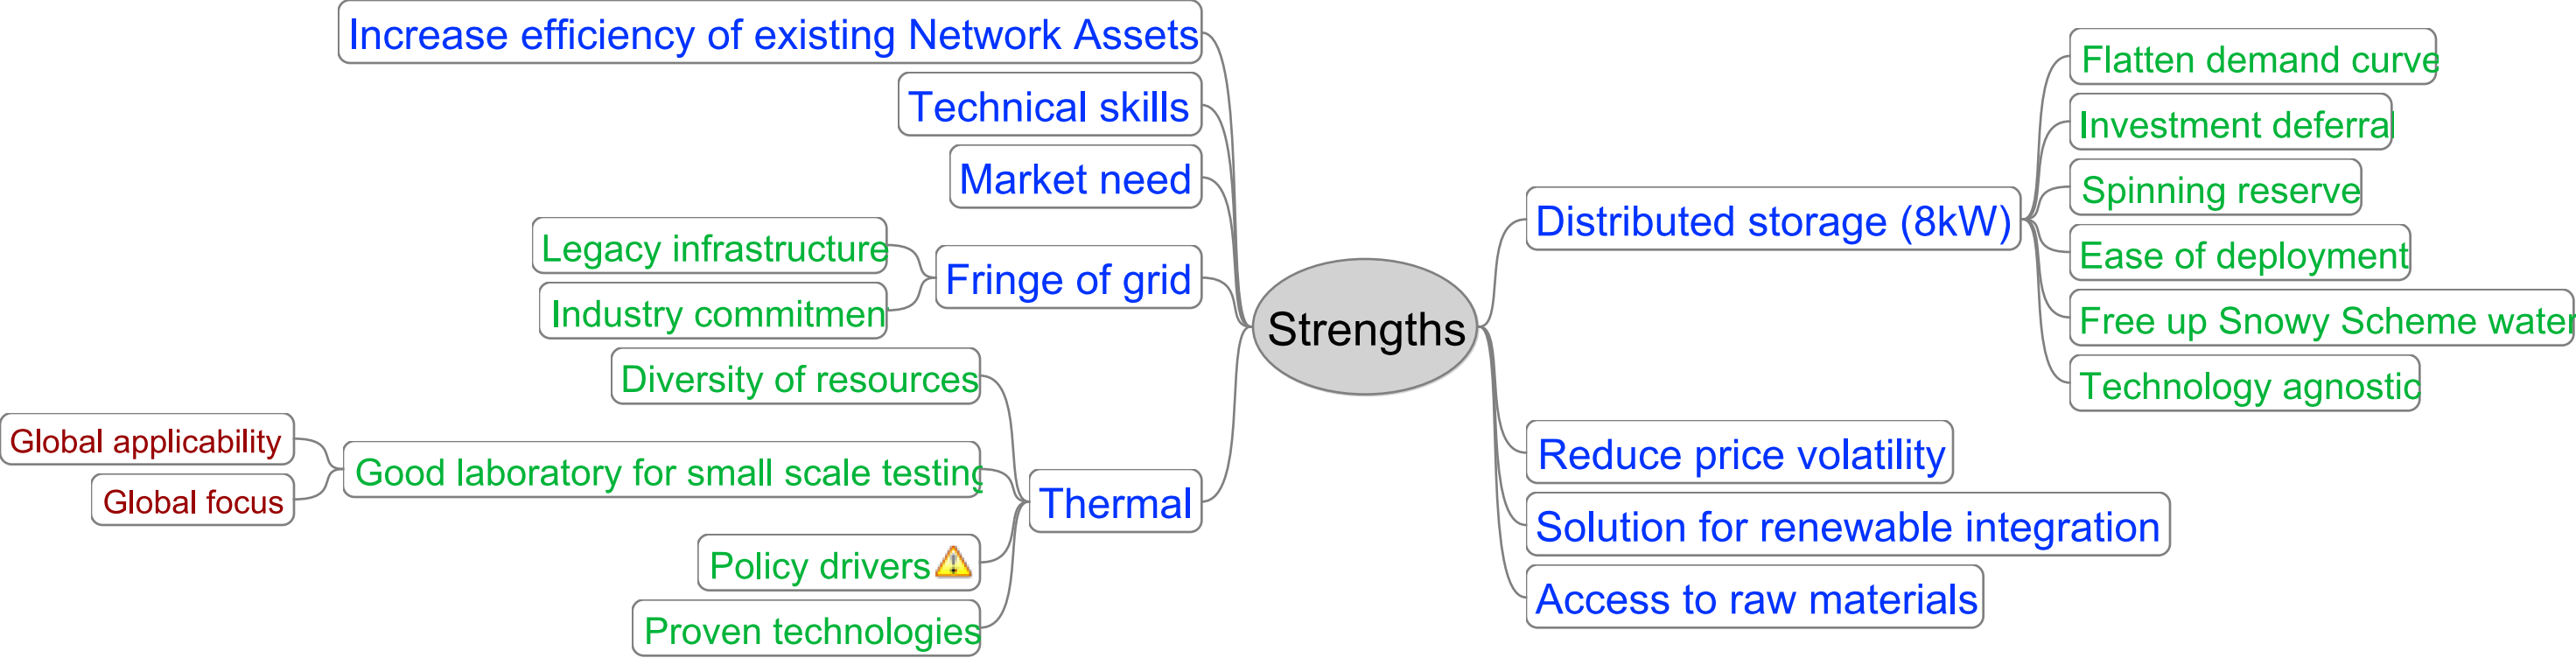 Increase efficiency of existing Network Assets
Technical skills
Market need
Legacy infrastructure
Industry commitmen
Fringe of grid
Diversity of resources
Global applicability
Global focus
Good laboratory for small scale testing
Policy drivers
Proven technologies
Thermal
Strengths
Distributed storage (8kW)
Flatten demand curve
Investment deferral
Spinning reserve
Ease of deployment
Free up Snowy Scheme water
Technology agnostic
Reduce price volatility
Solution for renewable integration
Access to raw materials